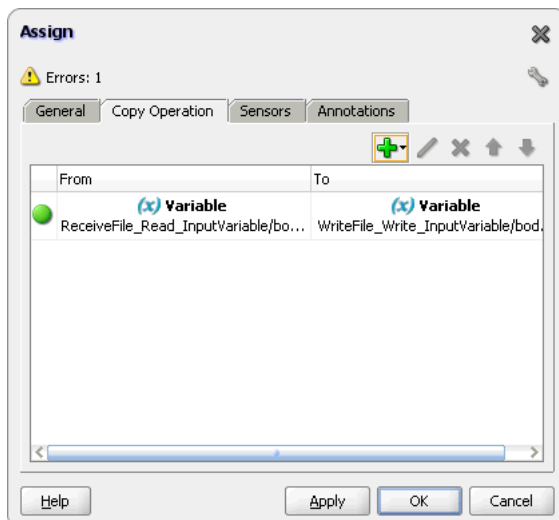 Assign
Errors: 1
General Copy Operation Sensors Annotations
From To
(x) Variable (x) Variable
ReceiveFile_Read_InputVariable/bo... WriteFile_Write_InputVariable/bod.
Help Apply OK Cancel